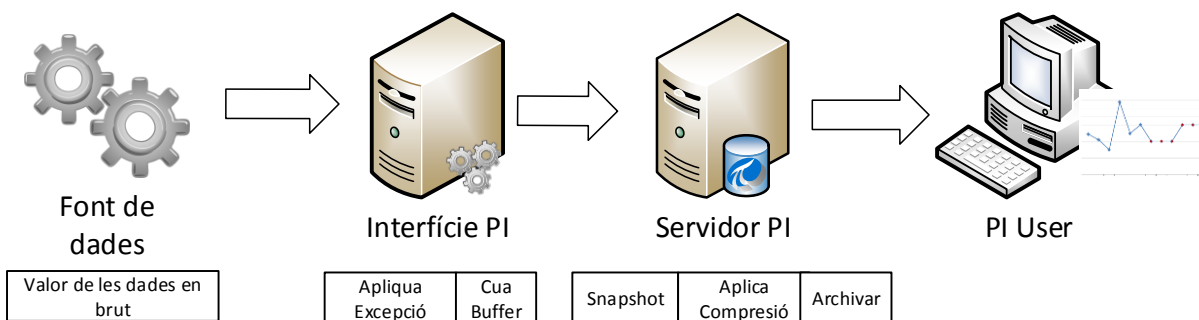 Font de
dades
Interfície PI
Servidor PI
PI User
Valor de les dades en
brut
Apliqua
Excepció
Cua
Buffer
Snapshot
Aplica
Compresió
Archivar